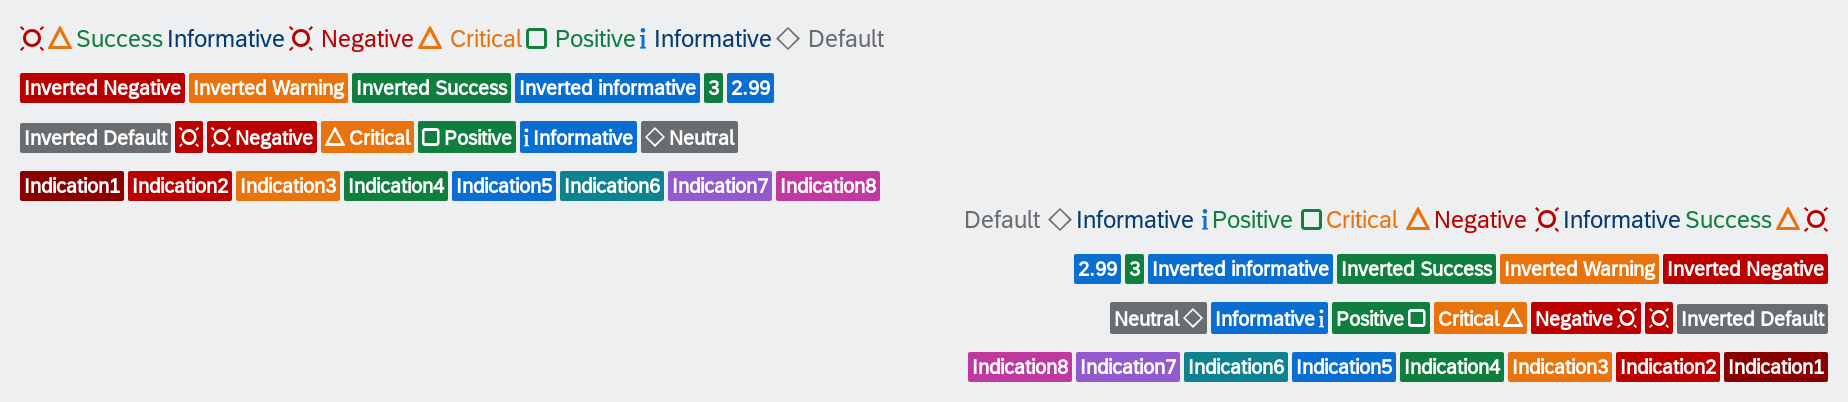 Success Informative Negative Critical Positive Informative Default
Inverted Negative Inverted Warning Inverted Success Inverted informative 3 2.99
Inverted Default Negative Critical Positive Informative Neutral
Indication1 Indication2 Indication3 Indication4 Indication5 Indication6 Indication7 Indication8
Default Informative Positive Critical Negative Informative Success
2.99 3 Inverted informative Inverted Success Inverted Warning Inverted Negative
Neutral Informative Positive Critical Negative Inverted Default
Indication8 Indication7 Indication6 Indication5 Indication4 Indication3 Indication2 Indication1